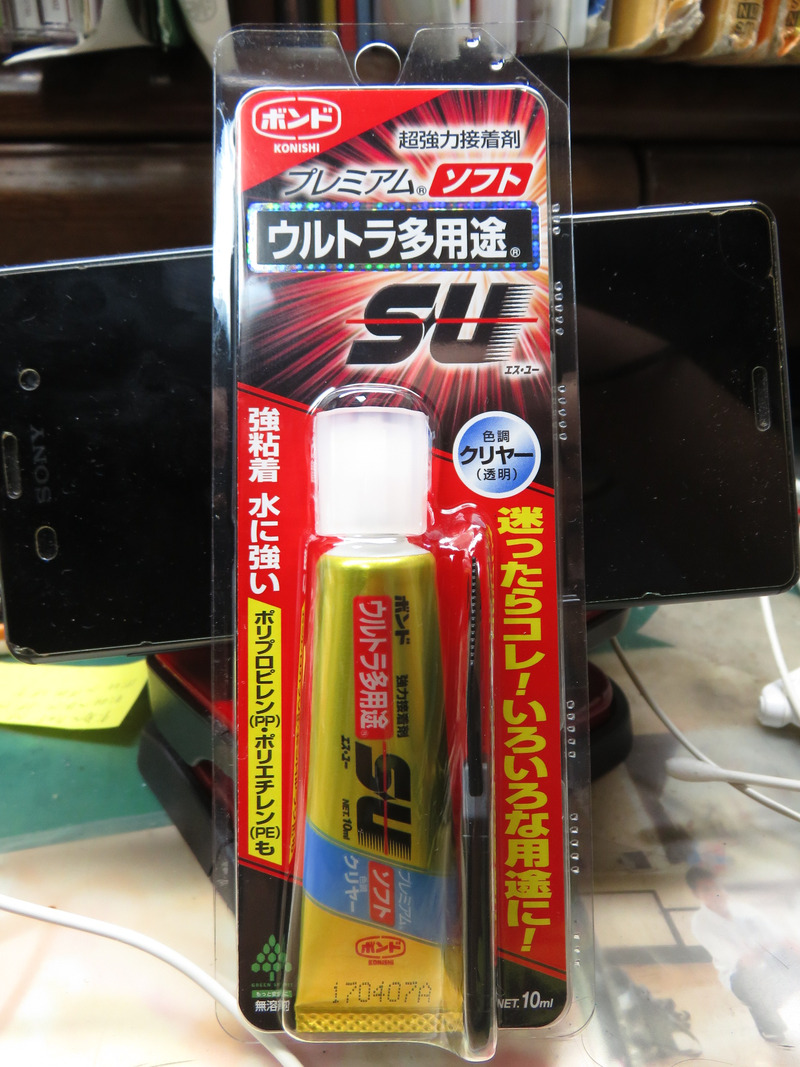 ボンド
KONISHI
超強力接着剤
プレミアム® ソフト
ウルトラ多用途®
SU
エス・ユー
強粘着 水に強い
ポリプロピレン(PP)・ポリエチレン(PE)も
色調
クリヤー
(透明)
迷ったらコレ!いろいろな用途に!
ボンド
強力接着剤
ウルトラ多用途®
エス・ユー
SU
NET.10ml
プレミアム
ソフト
色調
クリヤー
ボンド
KONISHI
170407A
無溶剤
NET.10ml
SONY